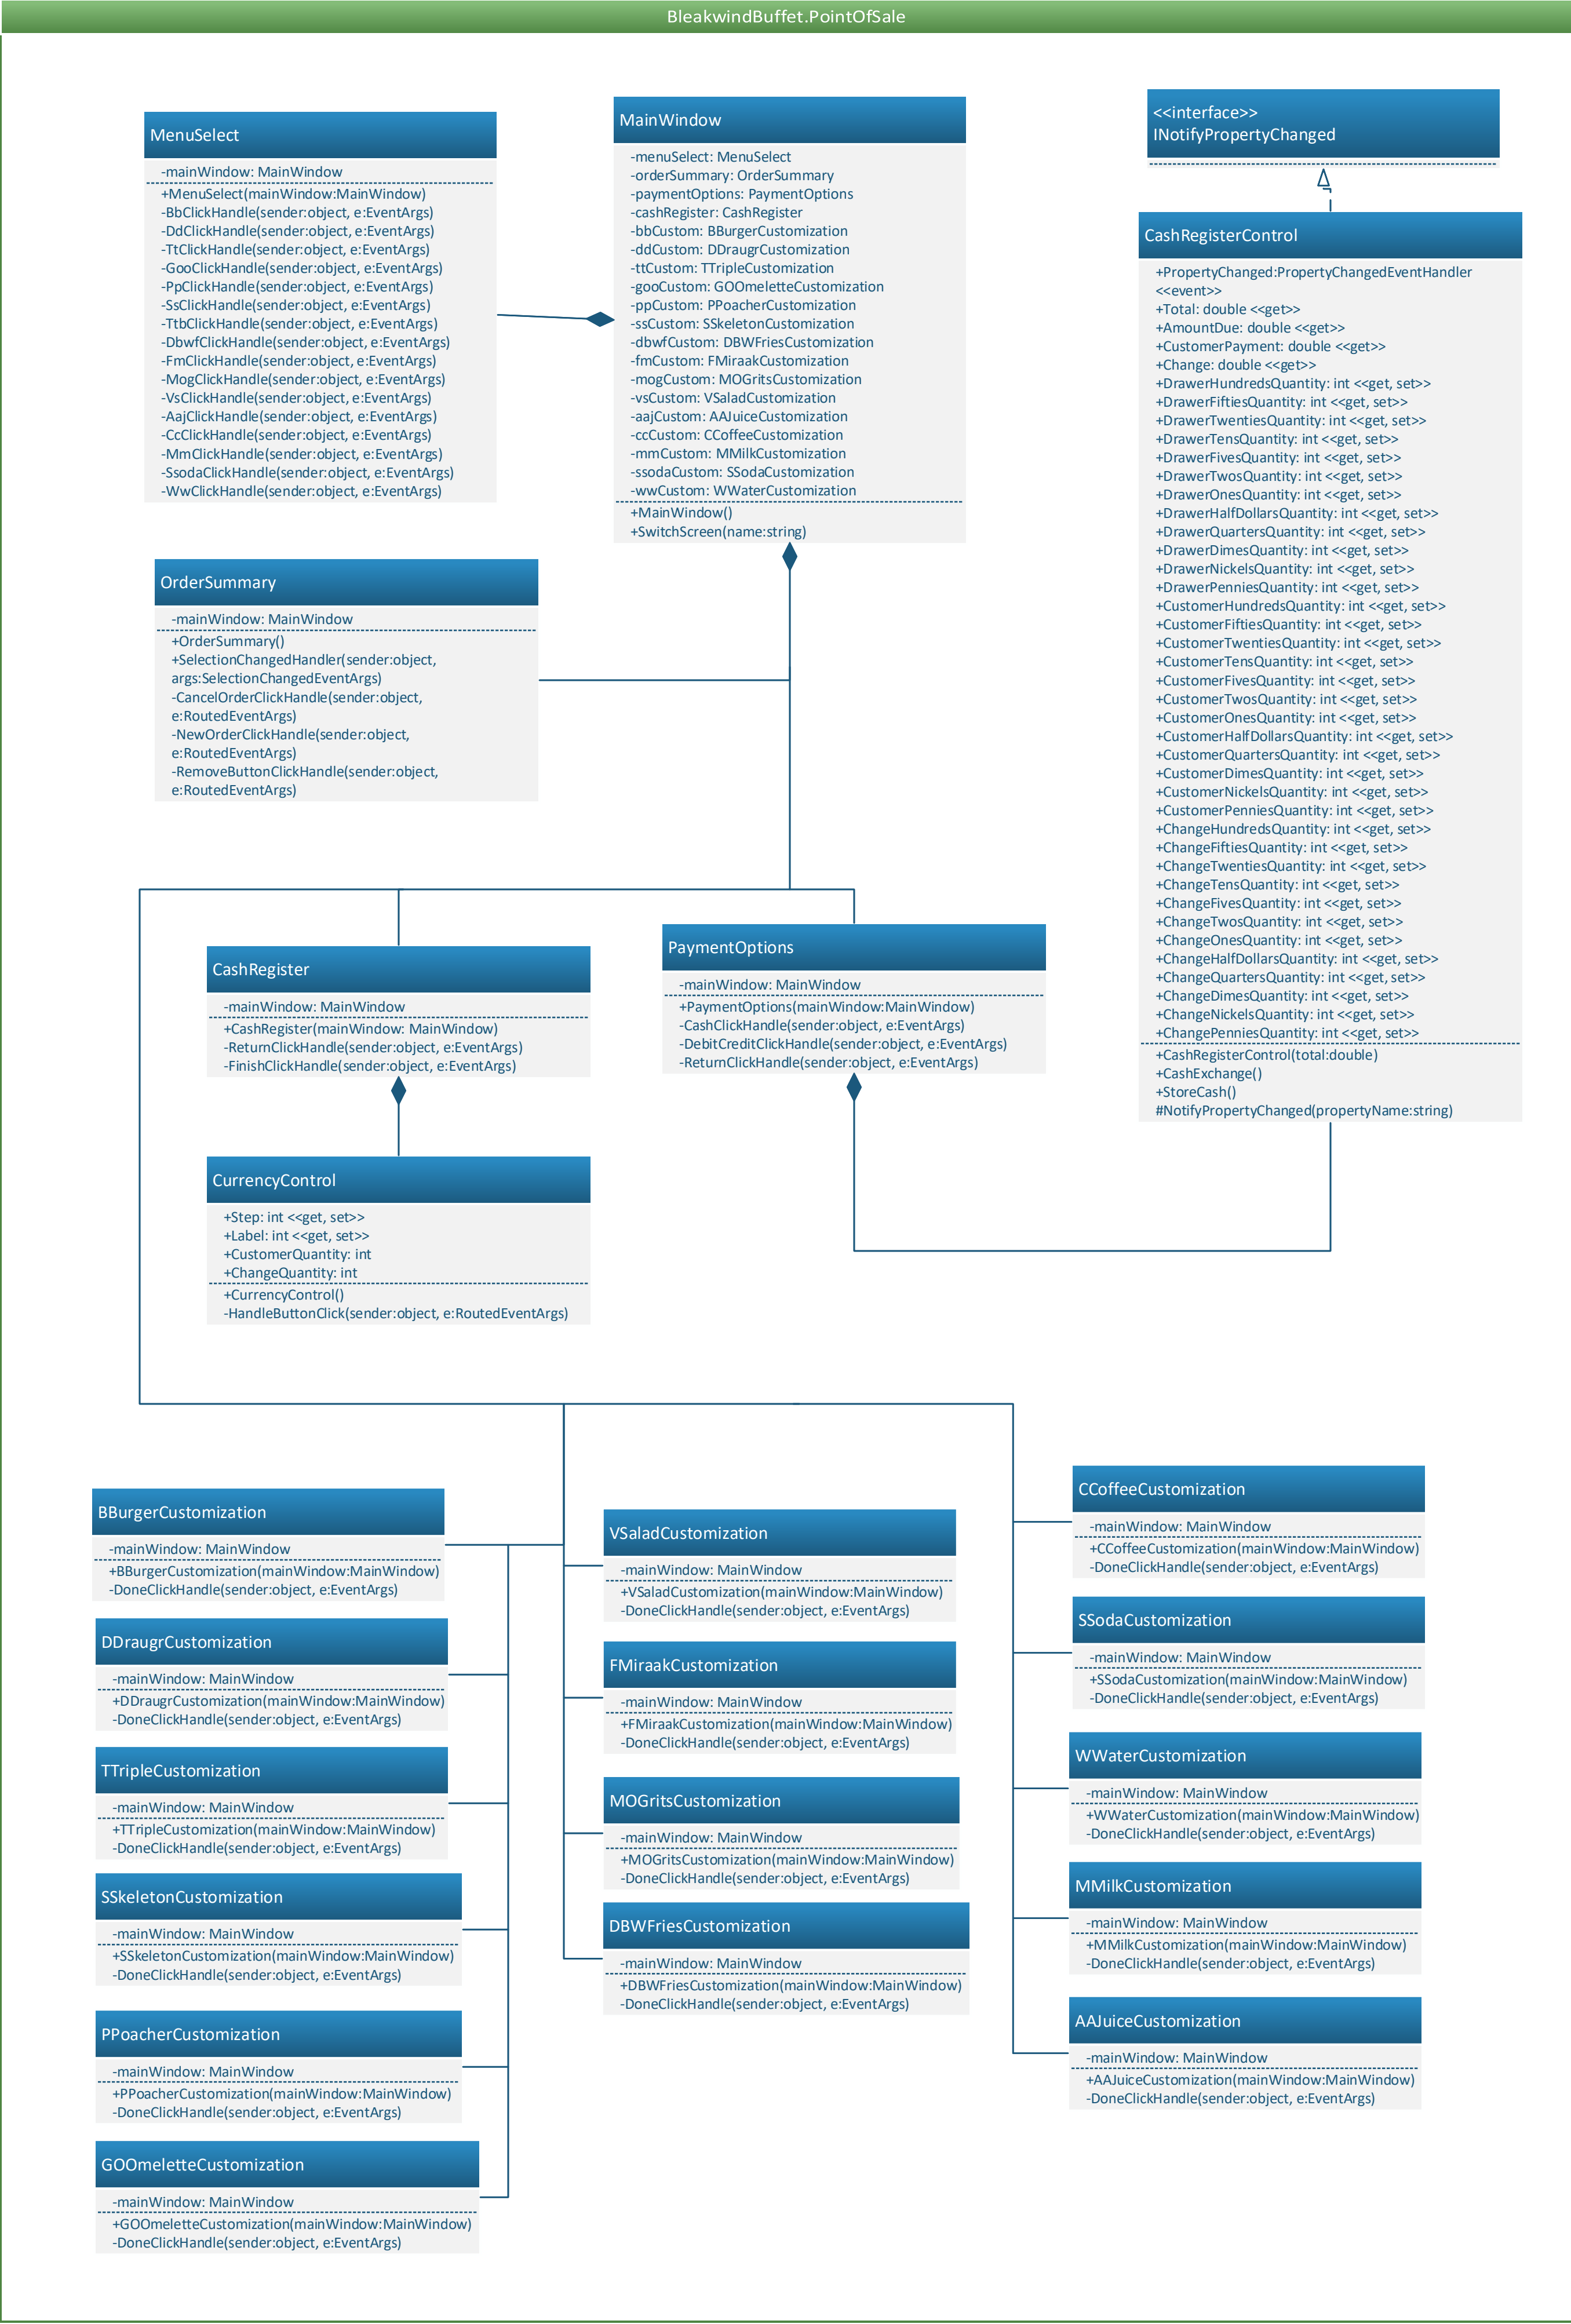 BleakwindBuffet.PointOfSale
MenuSelect
-mainWindow: MainWindow
+MenuSelect(mainWindow:MainWindow)
-BbClickHandle(sender:object, e:EventArgs)
-DdClickHandle(sender:object, e:EventArgs)
-TtClickHandle(sender:object, e:EventArgs)
-GooClickHandle(sender:object, e:EventArgs)
-PpClickHandle(sender:object, e:EventArgs)
-SsClickHandle(sender:object, e:EventArgs)
-TtbClickHandle(sender:object, e:EventArgs)
-DbwfClickHandle(sender:object, e:EventArgs)
-FmClickHandle(sender:object, e:EventArgs)
-MogClickHandle(sender:object, e:EventArgs)
-VsClickHandle(sender:object, e:EventArgs)
-AajClickHandle(sender:object, e:EventArgs)
-CcClickHandle(sender:object, e:EventArgs)
-MmClickHandle(sender:object, e:EventArgs)
-SsodaClickHandle(sender:object, e:EventArgs)
-WwClickHandle(sender:object, e:EventArgs)
MainWindow
-menuSelect: MenuSelect
-orderSummary: OrderSummary
-paymentOptions: PaymentOptions
-cashRegister: CashRegister
-bbCustom: BBurgerCustomization
-ddCustom: DDraugrCustomization
-ttCustom: TTripleCustomization
-gooCustom: GOOmeletteCustomization
-ppCustom: PPoacherCustomization
-ssCustom: SSkeletonCustomization
-dbwfCustom: DBWFriesCustomization
-fmCustom: FMiraakCustomization
-mogCustom: MOGritsCustomization
-vsCustom: VSaladCustomization
-aajCustom: AAJuiceCustomization
-ccCustom: CCoffeeCustomization
-mmCustom: MMilkCustomization
-ssodaCustom: SSodaCustomization
-wwCustom: WWaterCustomization
+MainWindow()
+SwitchScreen(name:string)
<<interface>>
INotifyPropertyChanged
CashRegisterControl
+PropertyChanged:PropertyChangedEventHandler
<<event>>
+Total: double <<get>>
+AmountDue: double <<get>>
+CustomerPayment: double <<get>>
+Change: double <<get>>
+DrawerHundredsQuantity: int <<get, set>>
+DrawerFiftiesQuantity: int <<get, set>>
+DrawerTwentiesQuantity: int <<get, set>>
+DrawerTensQuantity: int <<get, set>>
+DrawerFivesQuantity: int <<get, set>>
+DrawerTwosQuantity: int <<get, set>>
+DrawerOnesQuantity: int <<get, set>>
+DrawerHalfDollarsQuantity: int <<get, set>>
+DrawerQuartersQuantity: int <<get, set>>
+DrawerDimesQuantity: int <<get, set>>
+DrawerNickelsQuantity: int <<get, set>>
+DrawerPenniesQuantity: int <<get, set>>
+CustomerHundredsQuantity: int <<get, set>>
+CustomerFiftiesQuantity: int <<get, set>>
+CustomerTwentiesQuantity: int <<get, set>>
+CustomerTensQuantity: int <<get, set>>
+CustomerFivesQuantity: int <<get, set>>
+CustomerTwosQuantity: int <<get, set>>
+CustomerOnesQuantity: int <<get, set>>
+CustomerHalfDollarsQuantity: int <<get, set>>
+CustomerQuartersQuantity: int <<get, set>>
+CustomerDimesQuantity: int <<get, set>>
+CustomerNickelsQuantity: int <<get, set>>
+CustomerPenniesQuantity: int <<get, set>>
+ChangeHundredsQuantity: int <<get, set>>
+ChangeFiftiesQuantity: int <<get, set>>
+ChangeTwentiesQuantity: int <<get, set>>
+ChangeTensQuantity: int <<get, set>>
+ChangeFivesQuantity: int <<get, set>>
+ChangeTwosQuantity: int <<get, set>>
+ChangeOnesQuantity: int <<get, set>>
+ChangeHalfDollarsQuantity: int <<get, set>>
+ChangeQuartersQuantity: int <<get, set>>
+ChangeDimesQuantity: int <<get, set>>
+ChangeNickelsQuantity: int <<get, set>>
+ChangePenniesQuantity: int <<get, set>>
+CashRegisterControl(total:double)
+CashExchange()
+StoreCash()
#NotifyPropertyChanged(propertyName:string)
OrderSummary
-mainWindow: MainWindow
+OrderSummary()
+SelectionChangedHandler(sender:object,
args:SelectionChangedEventArgs)
-CancelOrderClickHandle(sender:object,
e:RoutedEventArgs)
-NewOrderClickHandle(sender:object,
e:RoutedEventArgs)
-RemoveButtonClickHandle(sender:object,
e:RoutedEventArgs)
CashRegister
-mainWindow: MainWindow
+CashRegister(mainWindow: MainWindow)
-ReturnClickHandle(sender:object, e:EventArgs)
-FinishClickHandle(sender:object, e:EventArgs)
PaymentOptions
-mainWindow: MainWindow
+PaymentOptions(mainWindow:MainWindow)
-CashClickHandle(sender:object, e:EventArgs)
-DebitCreditClickHandle(sender:object, e:EventArgs)
-ReturnClickHandle(sender:object, e:EventArgs)
CurrencyControl
+Step: int <<get, set>>
+Label: int <<get, set>>
+CustomerQuantity: int
+ChangeQuantity: int
+CurrencyControl()
-HandleButtonClick(sender:object, e:RoutedEventArgs)
BBurgerCustomization
-mainWindow: MainWindow
+BBurgerCustomization(mainWindow:MainWindow)
-DoneClickHandle(sender:object, e:EventArgs)
DDraugrCustomization
-mainWindow: MainWindow
+DDraugrCustomization(mainWindow:MainWindow)
-DoneClickHandle(sender:object, e:EventArgs)
TTripleCustomization
-mainWindow: MainWindow
+TTripleCustomization(mainWindow:MainWindow)
-DoneClickHandle(sender:object, e:EventArgs)
SSkeletonCustomization
-mainWindow: MainWindow
+SSkeletonCustomization(mainWindow:MainWindow)
-DoneClickHandle(sender:object, e:EventArgs)
PPoacherCustomization
-mainWindow: MainWindow
+PPoacherCustomization(mainWindow:MainWindow)
-DoneClickHandle(sender:object, e:EventArgs)
GOOmeletteCustomization
-mainWindow: MainWindow
+GOOmeletteCustomization(mainWindow:MainWindow)
-DoneClickHandle(sender:object, e:EventArgs)
VSaladCustomization
-mainWindow: MainWindow
+VSaladCustomization(mainWindow:MainWindow)
-DoneClickHandle(sender:object, e:EventArgs)
FMiraakCustomization
-mainWindow: MainWindow
+FMiraakCustomization(mainWindow:MainWindow)
-DoneClickHandle(sender:object, e:EventArgs)
MOGritsCustomization
-mainWindow: MainWindow
+MOGritsCustomization(mainWindow:MainWindow)
-DoneClickHandle(sender:object, e:EventArgs)
DBWFriesCustomization
-mainWindow: MainWindow
+DBWFriesCustomization(mainWindow:MainWindow)
-DoneClickHandle(sender:object, e:EventArgs)
CCoffeeCustomization
-mainWindow: MainWindow
+CCoffeeCustomization(mainWindow:MainWindow)
-DoneClickHandle(sender:object, e:EventArgs)
SSodaCustomization
-mainWindow: MainWindow
+SSodaCustomization(mainWindow:MainWindow)
-DoneClickHandle(sender:object, e:EventArgs)
WWaterCustomization
-mainWindow: MainWindow
+WWaterCustomization(mainWindow:MainWindow)
-DoneClickHandle(sender:object, e:EventArgs)
MMilkCustomization
-mainWindow: MainWindow
+MMilkCustomization(mainWindow:MainWindow)
-DoneClickHandle(sender:object, e:EventArgs)
AAJuiceCustomization
-mainWindow: MainWindow
+AAJuiceCustomization(mainWindow:MainWindow)
-DoneClickHandle(sender:object, e:EventArgs)